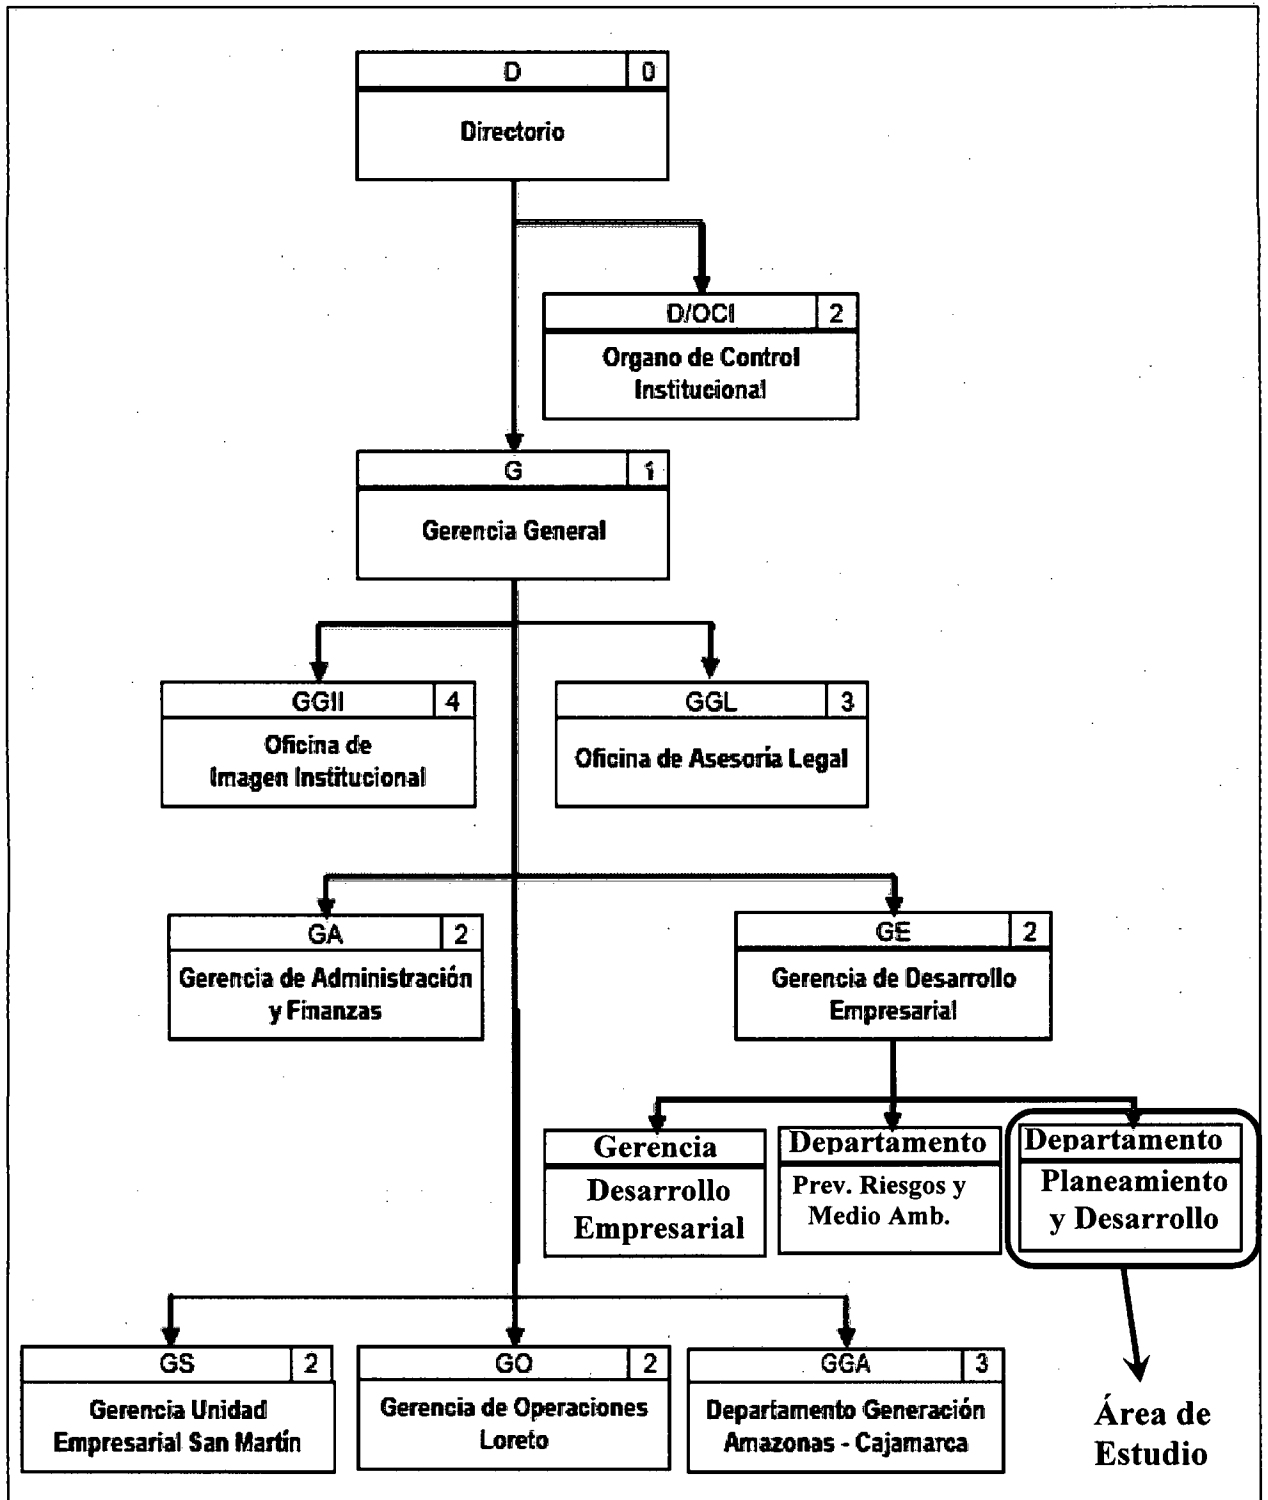 D 0
Directorio
D/OCI 2
Organo de Control
Institucional
G 1
Gerencia General
GGII 4
Oficina de
Imagen Institucional
GGL 3
Oficina de Asesoría Legal
GA 2
Gerencia de Administración
y Finanzas
GE 2
Gerencia de Desarrollo
Empresarial
Gerencia
Desarrollo
Empresarial
Departamento
Prev. Riesgos y
Medio Amb.
Departamento
Planeamiento
y Desarrollo
GS 2
Gerencia Unidad
Empresarial San Martín
GO 2
Gerencia de Operaciones
Loreto
GGA 3
Departamento Generación
Amazonas - Cajamarca
Área de
Estudio